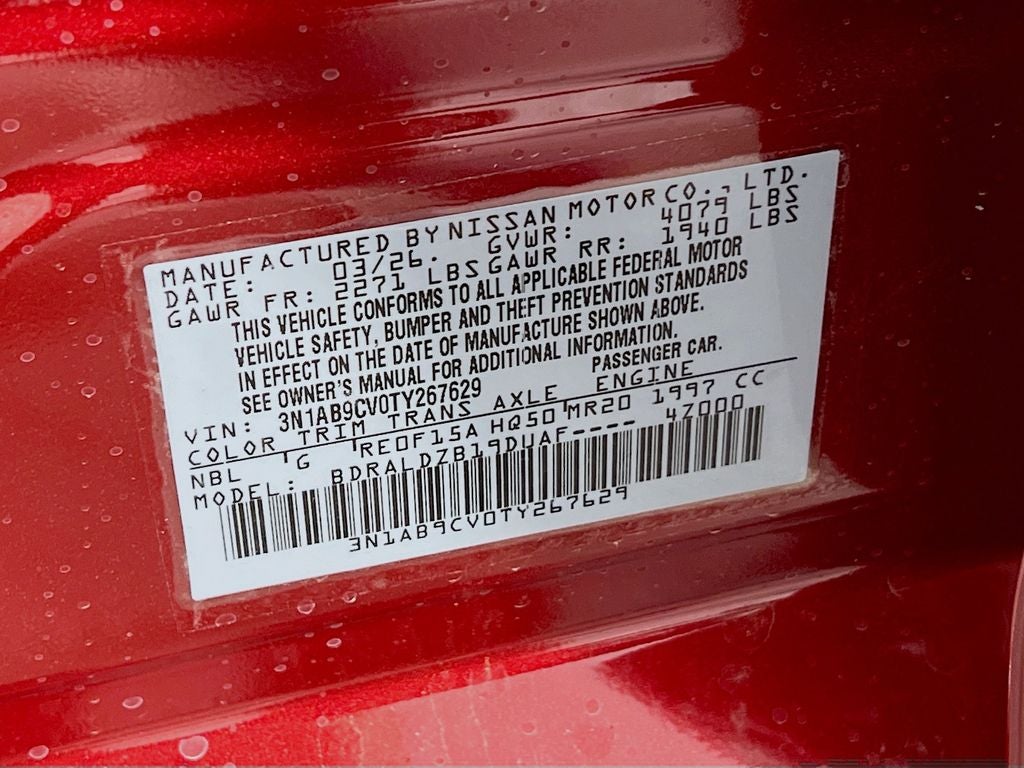 MANUFACTURED BY NISSAN MOTOR CO., LTD.
DATE: 03/26. GVWR: 4079 LBS
GAWR FR: 2271 LBS GAWR RR: 1940 LBS
THIS VEHICLE CONFORMS TO ALL APPLICABLE FEDERAL MOTOR
VEHICLE SAFETY, BUMPER AND THEFT PREVENTION STANDARDS
IN EFFECT ON THE DATE OF MANUFACTURE SHOWN ABOVE.
SEE OWNER'S MANUAL FOR ADDITIONAL INFORMATION.
VIN: 3N1AB9CV0TY267629 PASSENGER CAR.
COLOR TRIM TRANS AXLE ENGINE
NBL G RE0F15A HQ50 MR20 1997 CC
MODEL: BDRALDZB19DUAF---- 47000
3N1AB9CV0TY267629